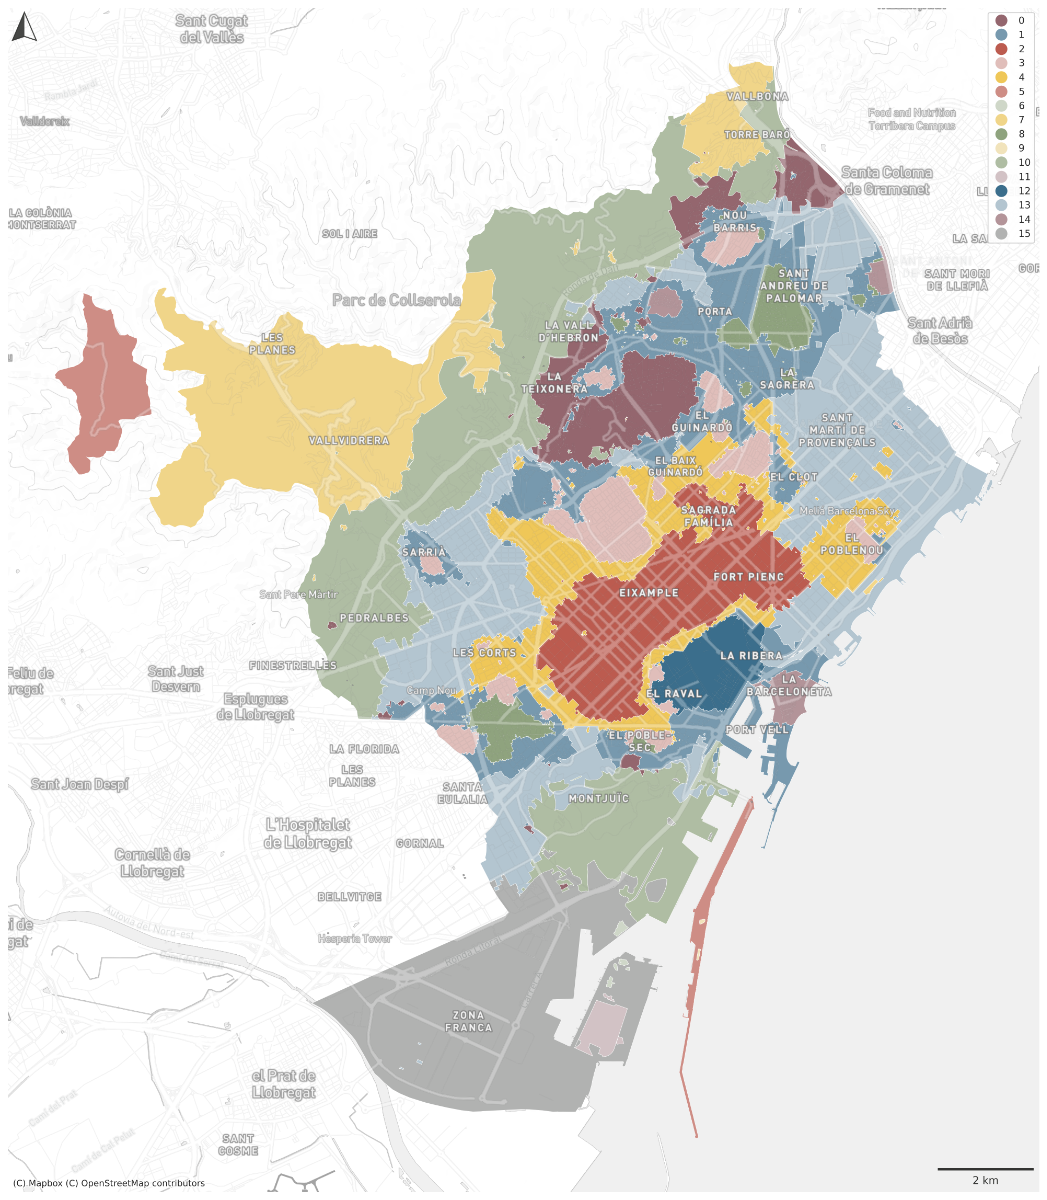 Sant Cugat
del Vallès
Valldoreix
LA COLÒNIA
MONTSERRAT
SOL I AIRE
Parc de Collserola
VALLBONA
TORRE BARÓ
Food and Nutrition
Torribera Campus
Santa Coloma
de Gramenet
NOU
BARRIS
SANT
ANDREU DE
PALOMAR
SANT MORI
DE LLEFIÀ
Sant Adrià
de Besòs
PORTA
LA VALL
D'HEBRON
LES
PLANES
LA
TEIXONERA
LA
SAGRERA
EL
GUINARDÓ
SANT
MARTÍ DE
PROVENÇALS
VALLVIDRERA
EL BAIX
GUINARDÓ
EL CLOT
SAGRADA
FAMÍLIA
Melia Barcelona Sky
EL
POBLENOU
SARRIÀ
FORT PIENC
EIXAMPLE
Sant Pere Màrtir
PEDRALBES
LES CORTS
LA RIBERA
FINESTRELLES
Sant Just
Desvern
Camp Nou
EL RAVAL
LA
BARCELONETA
Esplugues
de Llobregat
PORT VELL
EL POBLE-
SEC
LA FLORIDA
LES
PLANES
Sant Joan Despí
SANTA
EULALIA
MONTJUÏC
L'Hospitalet
de Llobregat
GORNAL
Cornellà de
Llobregat
BELLVITGE
Autovia del Nord-est
Hesperia Tower
Ronda Litoral
ZONA
FRANCA
el Prat de
Llobregat
SANT
COSME
0
1
2
3
4
5
6
7
8
9
10
11
12
13
14
15
2 km
(C) Mapbox (C) OpenStreetMap contributors